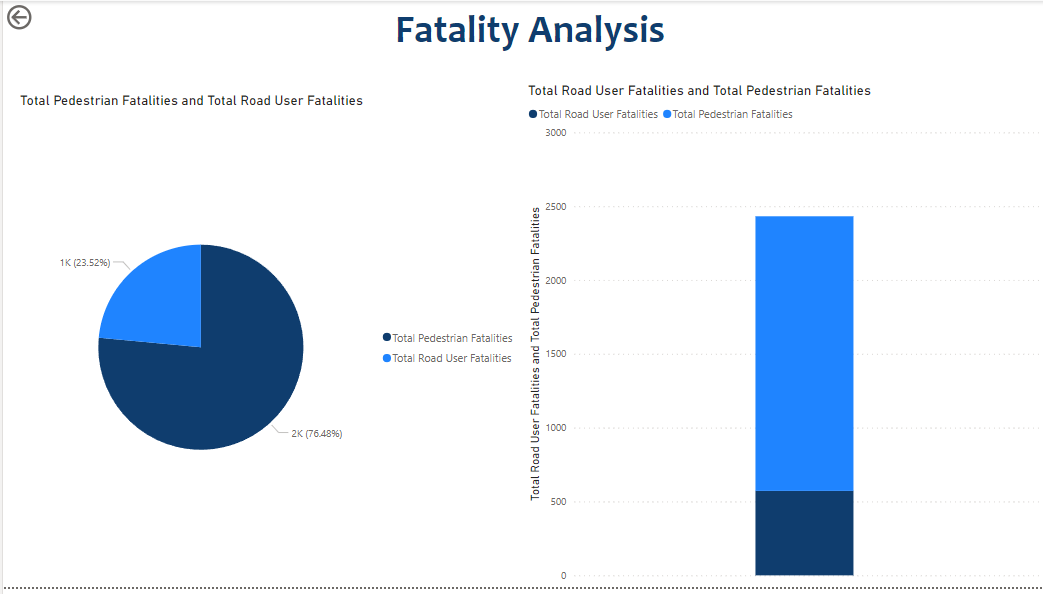 Fatality Analysis
Total Pedestrian Fatalities and Total Road User Fatalities
1K (23.52%)
2K (76.48%)
Total Pedestrian Fatalities
Total Road User Fatalities
Total Road User Fatalities and Total Pedestrian Fatalities
Total Road User Fatalities Total Pedestrian Fatalities
Total Road User Fatalities and Total Pedestrian Fatalities
3000
2500
2000
1500
1000
500
0